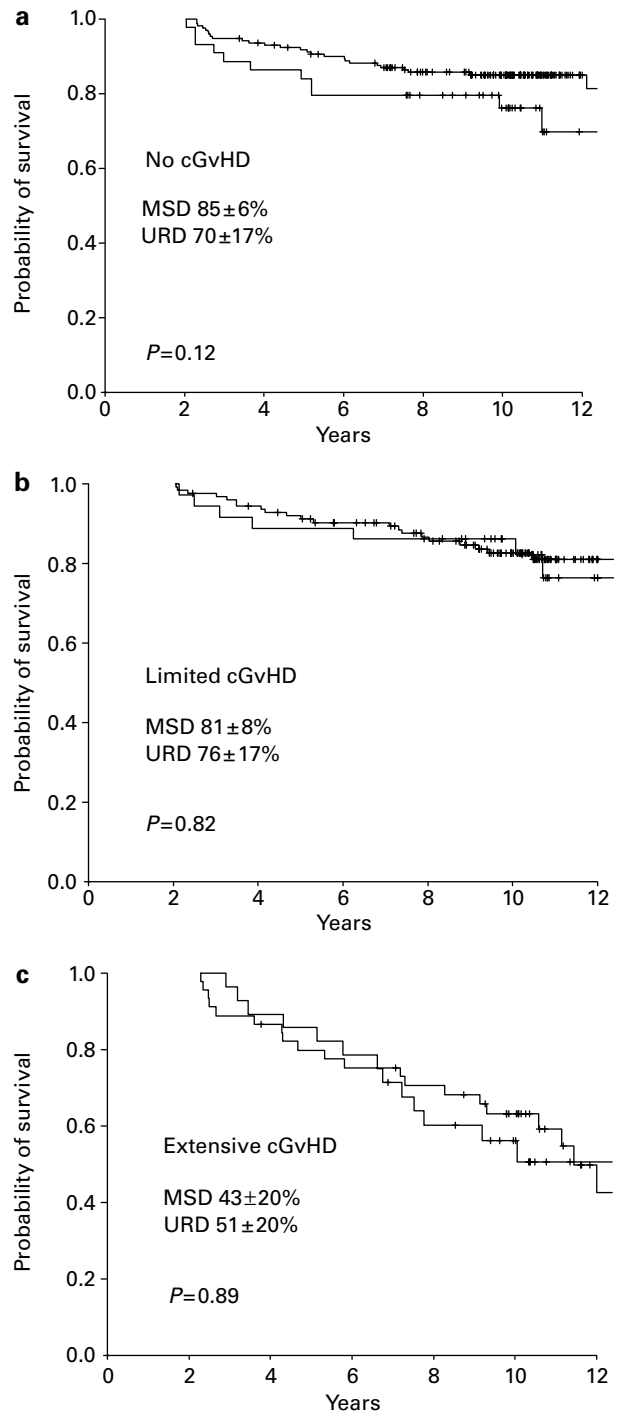 a
1.0
0.8
0.6
0.4
0.2
0.0
Probability of survival
No cGvHD
MSD 85±6%
URD 70±17%
P=0.12
0 2 4 6 8 10 12
Years
b
1.0
0.8
0.6
0.4
0.2
0.0
Probability of survival
Limited cGvHD
MSD 81±8%
URD 76±17%
P=0.82
0 2 4 6 8 10 12
Years
c
1.0
0.8
0.6
0.4
0.2
0.0
Probability of survival
Extensive cGvHD
MSD 43±20%
URD 51±20%
P=0.89
0 2 4 6 8 10 12
Years